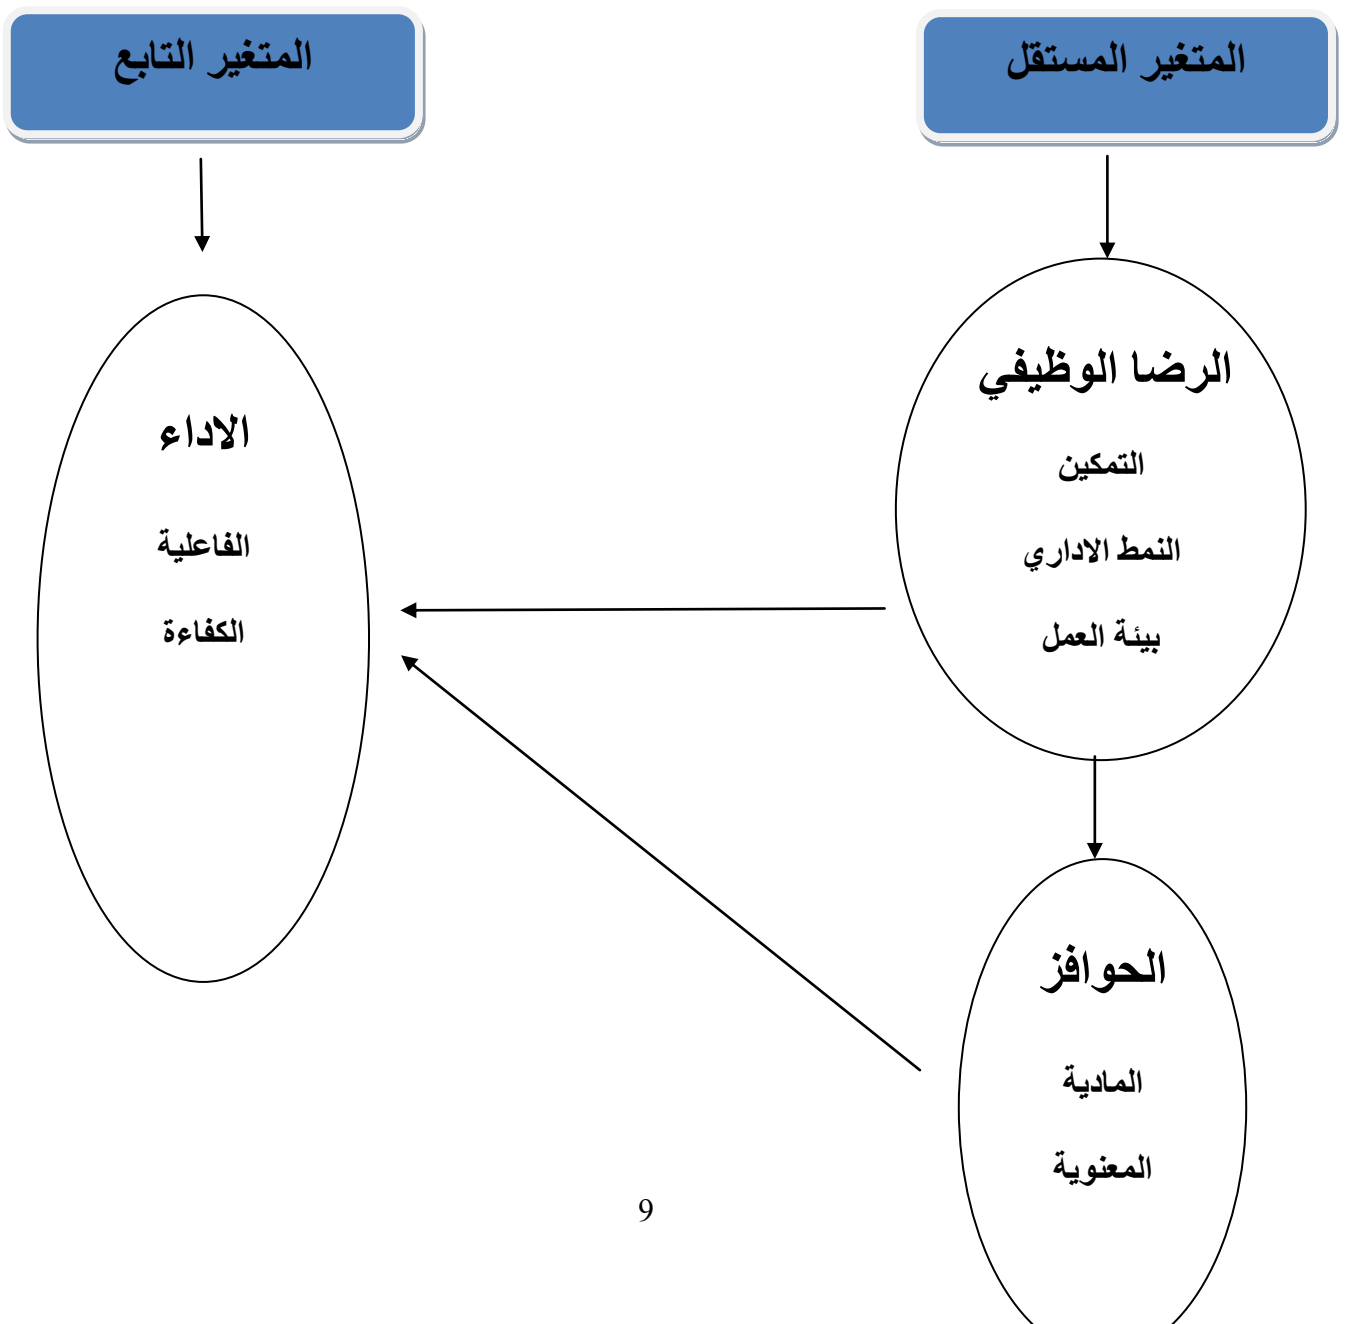 المتغير المستقل
المتغير التابع
الرضا الوظيفي
التمكين
النمط الاداري
بيئة العمل
الاداء
الفاعلية
الكفاءة
الحوافز
المادية
المعنوية
9